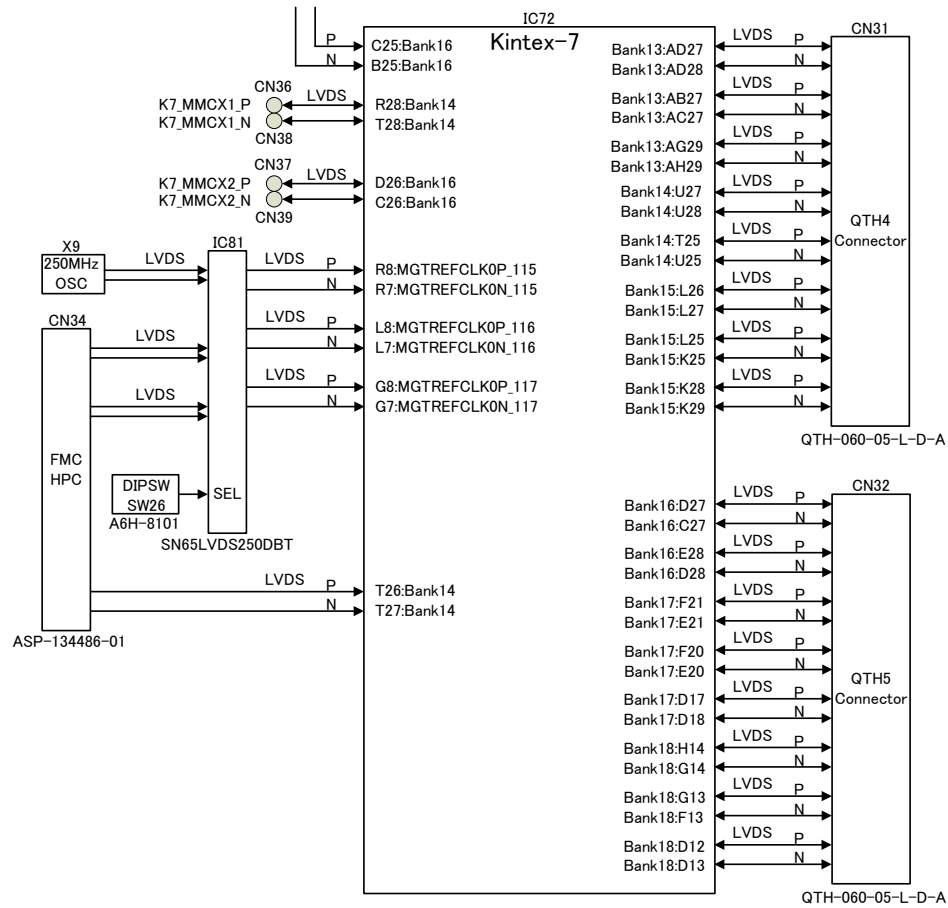 IC72
Kintex-7
P
C25:Bank16
N
B25:Bank16
CN36
K7_MMCX1_P
LVDS
R28:Bank14
K7_MMCX1_N
T28:Bank14
CN38
CN37
K7_MMCX2_P
LVDS
D26:Bank16
K7_MMCX2_N
C26:Bank16
CN39
X9
250MHz
OSC
LVDS
IC81
LVDS
P
R8:MGTREFCLK0P_115
N
R7:MGTREFCLK0N_115
CN34
LVDS
LVDS
P
L8:MGTREFCLK0P_116
N
L7:MGTREFCLK0N_116
LVDS
LVDS
P
G8:MGTREFCLK0P_117
N
G7:MGTREFCLK0N_117
FMC
HPC
DIPSW
SW26
A6H-8101
SEL
SN65LVDS250DBT
LVDS
P
T26:Bank14
N
T27:Bank14
ASP-134486-01
CN31
Bank13:AD27
LVDS
P
Bank13:AD28
N
Bank13:AB27
LVDS
P
Bank13:AC27
N
Bank13:AG29
LVDS
P
Bank13:AH29
N
Bank14:U27
LVDS
P
Bank14:U28
N
Bank14:T25
LVDS
P
Bank14:U25
N
Bank15:L26
LVDS
P
Bank15:L27
N
Bank15:L25
LVDS
P
Bank15:K25
N
Bank15:K28
LVDS
P
Bank15:K29
N
QTH4
Connector
QTH-060-05-L-D-A
CN32
Bank16:D27
LVDS
P
Bank16:C27
N
Bank16:E28
LVDS
P
Bank16:D28
N
Bank17:F21
LVDS
P
Bank17:E21
N
Bank17:F20
LVDS
P
Bank17:E20
N
Bank17:D17
LVDS
P
Bank17:D18
N
Bank18:H14
LVDS
P
Bank18:G14
N
Bank18:G13
LVDS
P
Bank18:F13
N
Bank18:D12
LVDS
P
Bank18:D13
N
QTH5
Connector
QTH-060-05-L-D-A